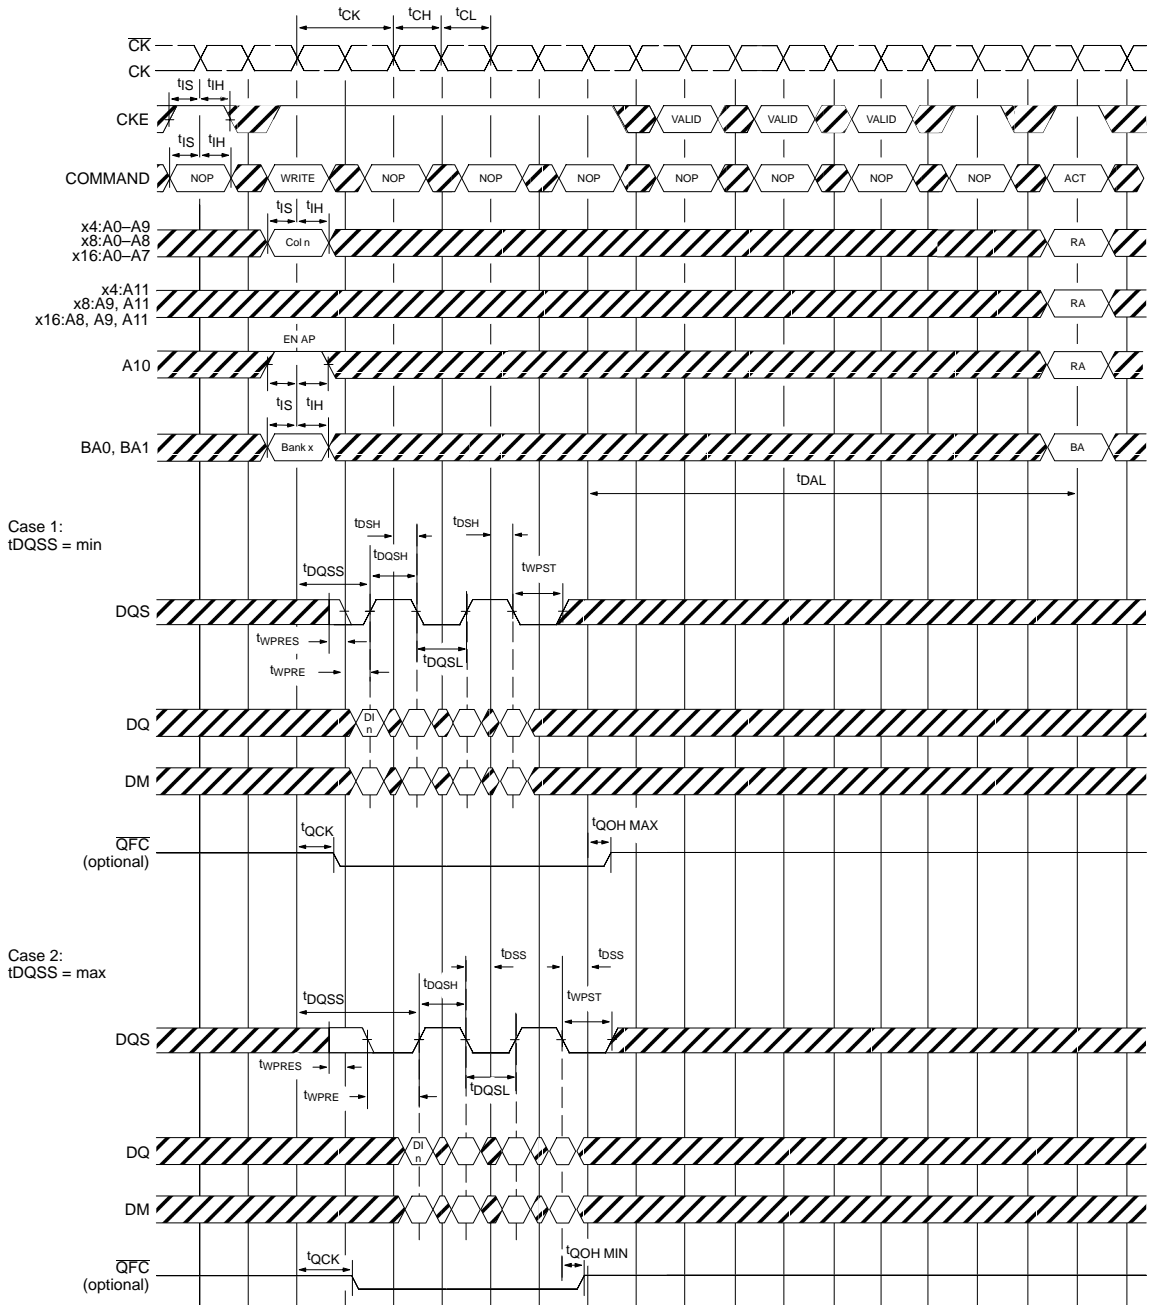 tCK tCH tCL
CK
CK
tIS tIH
CKE VALID VALID VALID
tIS tIH
COMMAND NOP WRITE NOP NOP NOP NOP NOP NOP NOP ACT
tIS tIH
x4:A0–A9
x8:A0–A8
x16:A0–A7
Col n RA
x4:A11
x8:A9, A11
x16:A8, A9, A11
RA
EN AP
A10 RA
tIS tIH
BA0, BA1 Bank x BA
tDAL
Case 1:
tDQSS = min
tDSH tDSH
tDQSH
tDQSS tWPST
DQS
tWPRES
tDQSL
tWPRE
DQ DI
n
DM
tQCK tQOH MAX
QFC
(optional)
Case 2:
tDQSS = max
tDSS tDSS
tDQSH
tDQSS tWPST
DQS
tWPRES
tDQSL
tWPRE
DQ DI
n
DM
tQCK tQOH MIN
QFC
(optional)